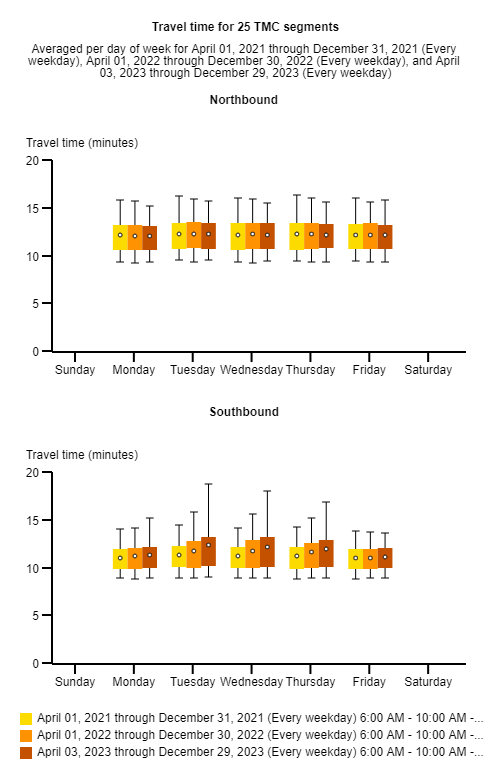 Travel time for 25 TMC segments
Averaged per day of week for April 01, 2021 through December 31, 2021 (Every
weekday), April 01, 2022 through December 30, 2022 (Every weekday), and April
03, 2023 through December 29, 2023 (Every weekday)
Northbound
Travel time (minutes)
20
15
10
5
0
Sunday Monday Tuesday Wednesday Thursday Friday Saturday
Southbound
Travel time (minutes)
20
15
10
5
0
Sunday Monday Tuesday Wednesday Thursday Friday Saturday
April 01, 2021 through December 31, 2021 (Every weekday) 6:00 AM - 10:00 AM -...
April 01, 2022 through December 30, 2022 (Every weekday) 6:00 AM - 10:00 AM -...
April 03, 2023 through December 29, 2023 (Every weekday) 6:00 AM - 10:00 AM -...